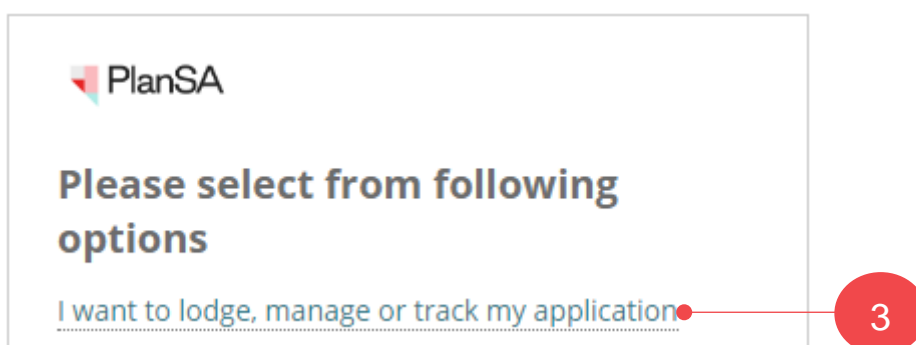 PlanSA
Please select from following
options
I want to lodge, manage or track my application
3